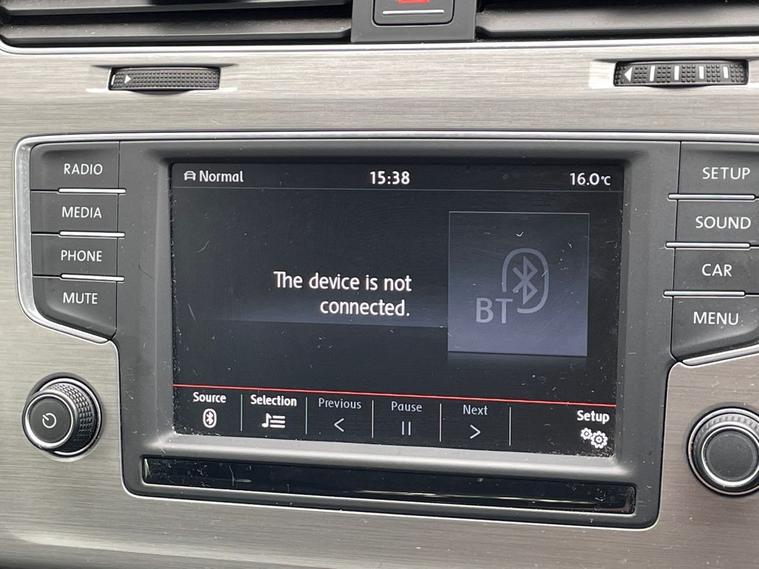 RADIO
MEDIA
PHONE
MUTE
Normal 15:38 16.0°C
The device is not
connected.
BT
Source Selection Previous Pause Next Setup
SETUP
SOUND
CAR
MENU